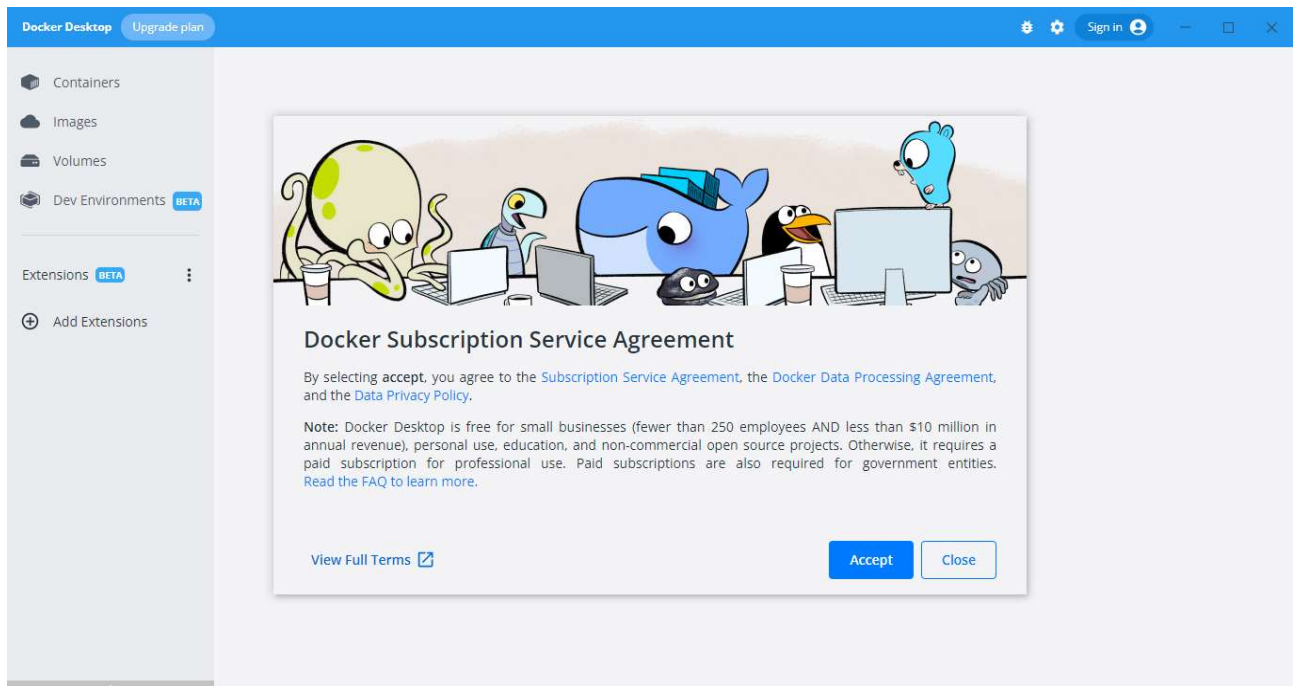 Docker Desktop Upgrade plan Sign in
Containers
Images
Volumes
Dev Environments BETA
Extensions BETA
Add Extensions
Docker Subscription Service Agreement
By selecting accept, you agree to the Subscription Service Agreement, the Docker Data Processing Agreement,
and the Data Privacy Policy.
Note: Docker Desktop is free for small businesses (fewer than 250 employees AND less than $10 million in
annual revenue), personal use, education, and non-commercial open source projects. Otherwise, it requires a
paid subscription for professional use. Paid subscriptions are also required for government entities.
Read the FAQ to learn more.
View Full Terms Accept Close